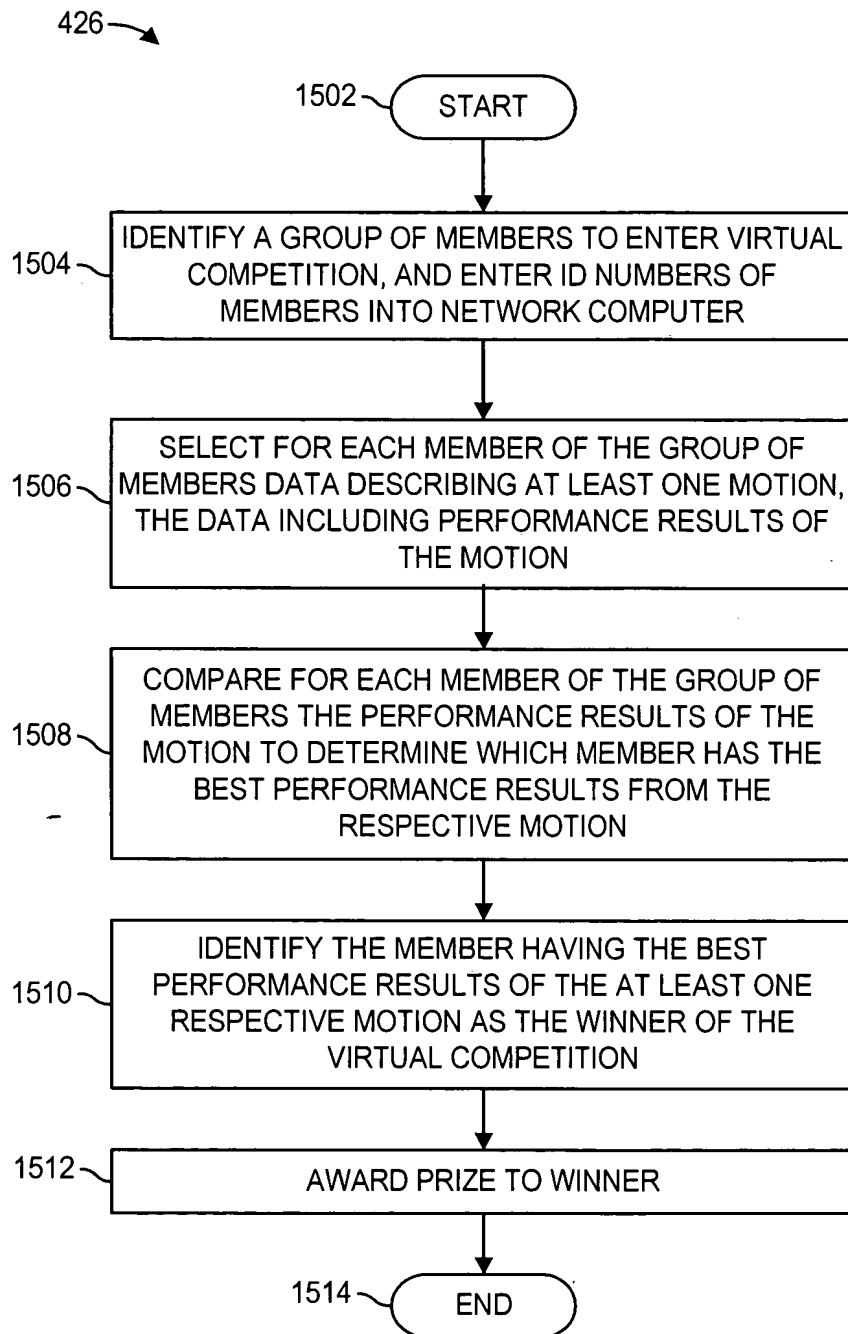 426
1502
START
1504
IDENTIFY A GROUP OF MEMBERS TO ENTER VIRTUAL
COMPETITION, AND ENTER ID NUMBERS OF
MEMBERS INTO NETWORK COMPUTER
1506
SELECT FOR EACH MEMBER OF THE GROUP OF
MEMBERS DATA DESCRIBING AT LEAST ONE MOTION,
THE DATA INCLUDING PERFORMANCE RESULTS OF
THE MOTION
1508
COMPARE FOR EACH MEMBER OF THE GROUP OF
MEMBERS THE PERFORMANCE RESULTS OF THE
MOTION TO DETERMINE WHICH MEMBER HAS THE
BEST PERFORMANCE RESULTS FROM THE
RESPECTIVE MOTION
1510
IDENTIFY THE MEMBER HAVING THE BEST
PERFORMANCE RESULTS OF THE AT LEAST ONE
RESPECTIVE MOTION AS THE WINNER OF THE
VIRTUAL COMPETITION
1512
AWARD PRIZE TO WINNER
1514
END